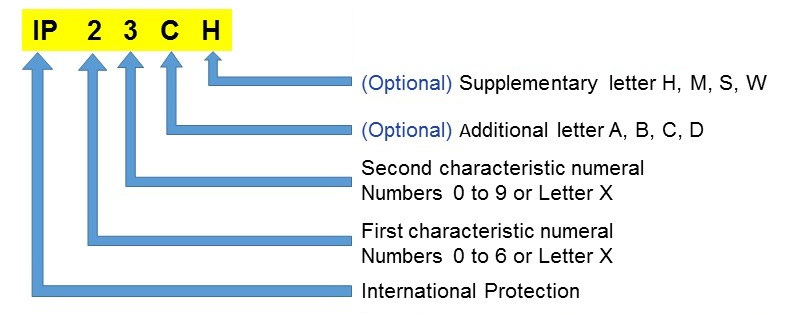 IP 2 3 C H
(Optional) Supplementary letter H, M, S, W
(Optional) Additional letter A, B, C, D
Second characteristic numeral
Numbers 0 to 9 or Letter X
First characteristic numeral
Numbers 0 to 6 or Letter X
International Protection